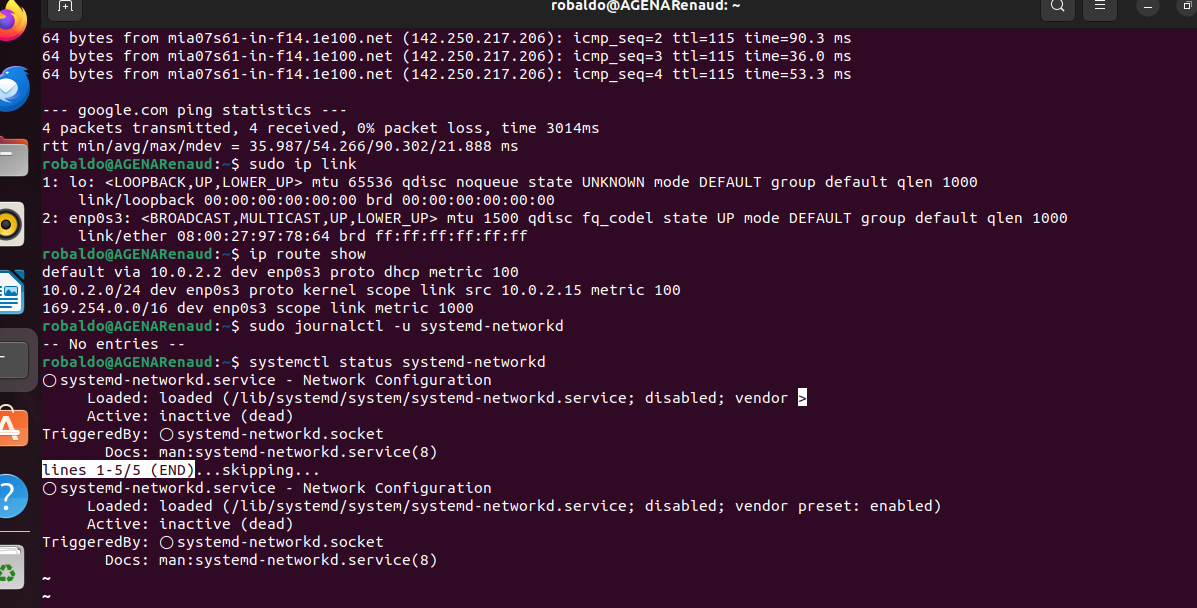 robaldo@AGENARenaud: ~
64 bytes from mia07s61-in-f14.1e100.net (142.250.217.206): icmp_seq=2 ttl=115 time=90.3 ms
64 bytes from mia07s61-in-f14.1e100.net (142.250.217.206): icmp_seq=3 ttl=115 time=36.0 ms
64 bytes from mia07s61-in-f14.1e100.net (142.250.217.206): icmp_seq=4 ttl=115 time=53.3 ms
--- google.com ping statistics ---
4 packets transmitted, 4 received, 0% packet loss, time 3014ms
rtt min/avg/max/mdev = 35.987/54.266/90.302/21.888 ms
robaldo@AGENARenaud:~$ sudo ip link
1: lo: <LOOPBACK,UP,LOWER_UP> mtu 65536 qdisc noqueue state UNKNOWN mode DEFAULT group default qlen 1000
    link/loopback 00:00:00:00:00:00 brd 00:00:00:00:00:00
2: enp0s3: <BROADCAST,MULTICAST,UP,LOWER_UP> mtu 1500 qdisc fq_codel state UP mode DEFAULT group default qlen 1000
    link/ether 08:00:27:97:78:64 brd ff:ff:ff:ff:ff:ff
robaldo@AGENARenaud:~$ ip route show
default via 10.0.2.2 dev enp0s3 proto dhcp metric 100
10.0.2.0/24 dev enp0s3 proto kernel scope link src 10.0.2.15 metric 100
169.254.0.0/16 dev enp0s3 scope link metric 1000
robaldo@AGENARenaud:~$ sudo journalctl -u systemd-networkd
-- No entries --
robaldo@AGENARenaud:~$ systemctl status systemd-networkd
○ systemd-networkd.service - Network Configuration
     Loaded: loaded (/lib/systemd/system/systemd-networkd.service; disabled; vendor >
     Active: inactive (dead)
TriggeredBy: ○ systemd-networkd.socket
       Docs: man:systemd-networkd.service(8)
lines 1-5/5 (END)...skipping...
○ systemd-networkd.service - Network Configuration
     Loaded: loaded (/lib/systemd/system/systemd-networkd.service; disabled; vendor preset: enabled)
     Active: inactive (dead)
TriggeredBy: ○ systemd-networkd.socket
       Docs: man:systemd-networkd.service(8)
~
~